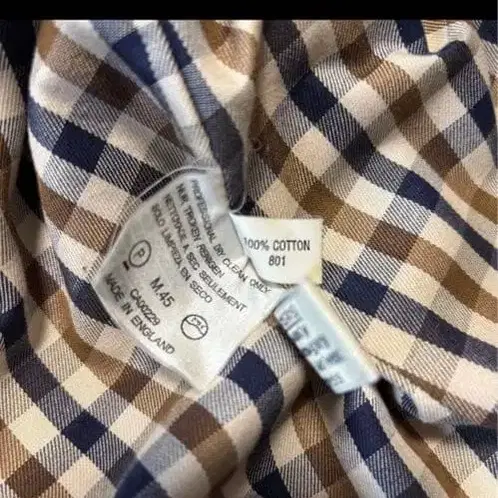 PROFESSIONAL DRY CLEAN ONLY.
NUR TROCKEN REINIGEN
NETTOYAGE A SEC SEULEMENT
SOLO LIMPIEZA EN SECO
P
M.45
CA00229
MADE IN ENGLAND
100% COTTON
801